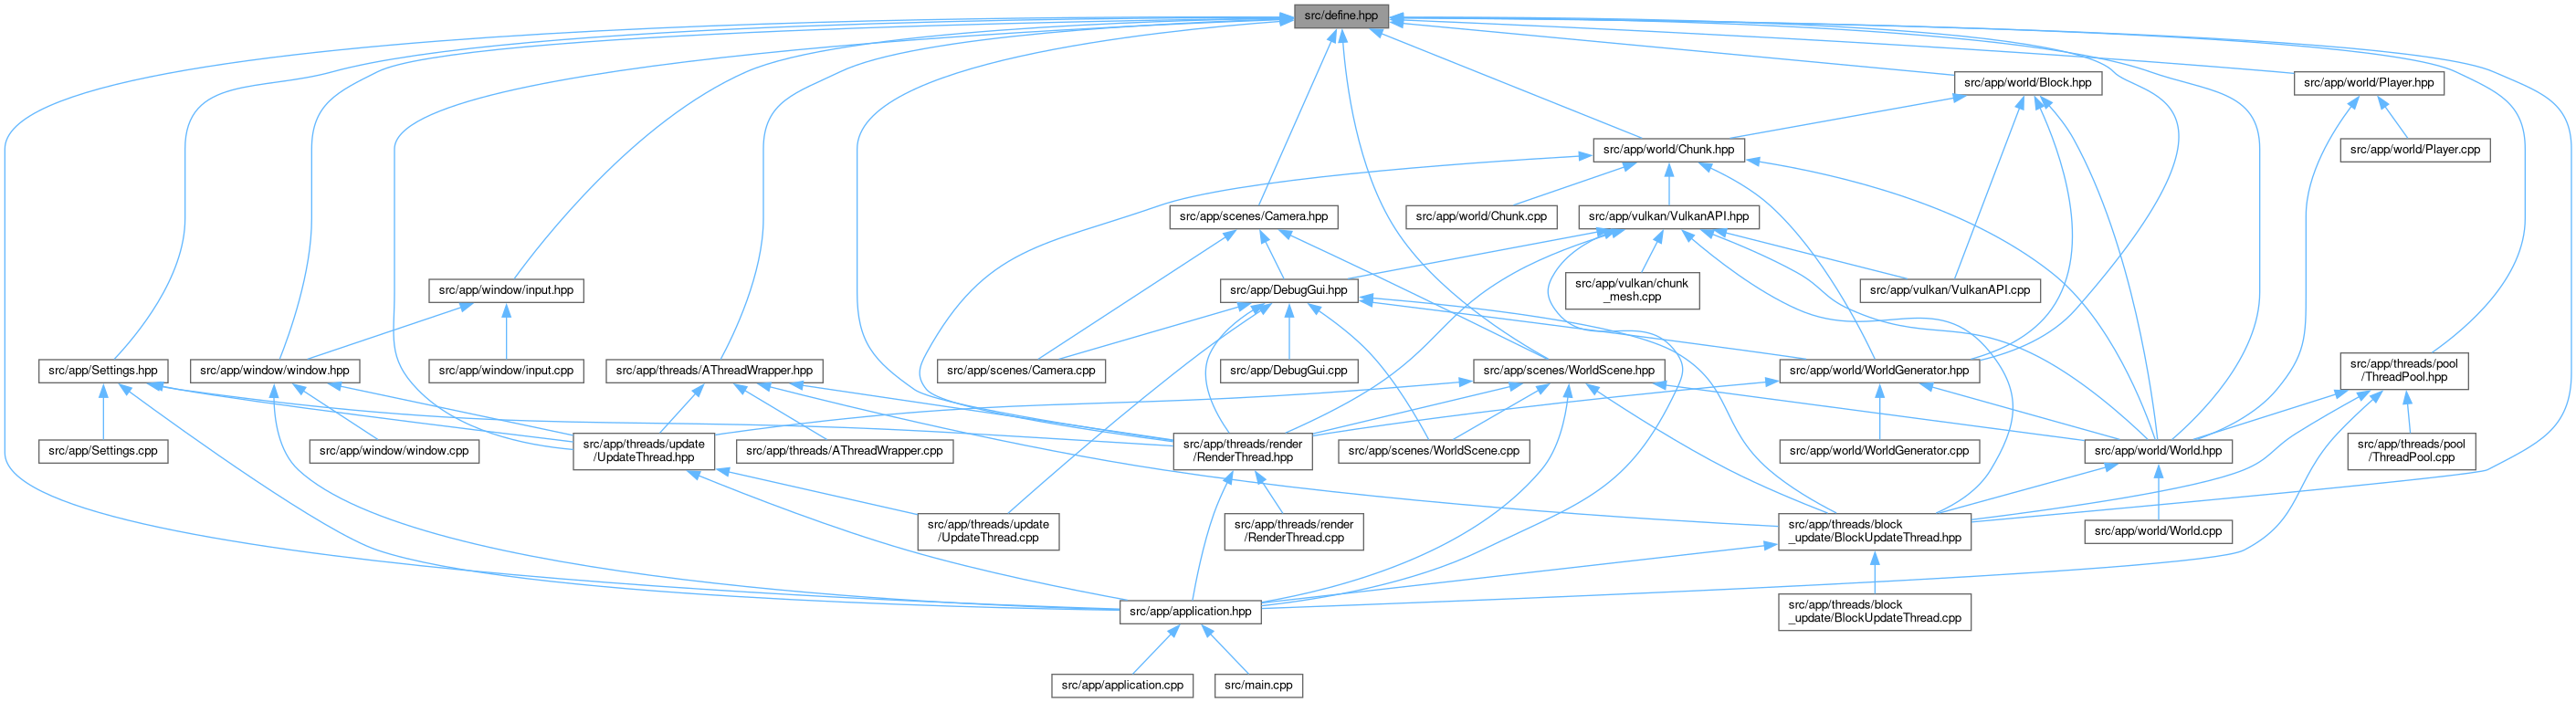 src/define.hpp
src/app/world/Block.hpp
src/app/world/Player.hpp
src/app/world/Chunk.hpp
src/app/world/Player.cpp
src/app/scenes/Camera.hpp
src/app/world/Chunk.cpp
src/app/vulkan/VulkanAPI.hpp
src/app/window/input.hpp
src/app/DebugGui.hpp
src/app/vulkan/chunk
_mesh.cpp
src/app/vulkan/VulkanAPI.cpp
src/app/Settings.hpp
src/app/window/window.hpp
src/app/window/input.cpp
src/app/threads/AThreadWrapper.hpp
src/app/scenes/Camera.cpp
src/app/DebugGui.cpp
src/app/scenes/WorldScene.hpp
src/app/world/WorldGenerator.hpp
src/app/threads/pool
/ThreadPool.hpp
src/app/Settings.cpp
src/app/window/window.cpp
src/app/threads/update
/UpdateThread.hpp
src/app/threads/AThreadWrapper.cpp
src/app/threads/render
/RenderThread.hpp
src/app/scenes/WorldScene.cpp
src/app/world/WorldGenerator.cpp
src/app/world/World.hpp
src/app/threads/pool
/ThreadPool.cpp
src/app/threads/update
/UpdateThread.cpp
src/app/threads/render
/RenderThread.cpp
src/app/threads/block
_update/BlockUpdateThread.hpp
src/app/world/World.cpp
src/app/application.hpp
src/app/threads/block
_update/BlockUpdateThread.cpp
src/app/application.cpp
src/main.cpp